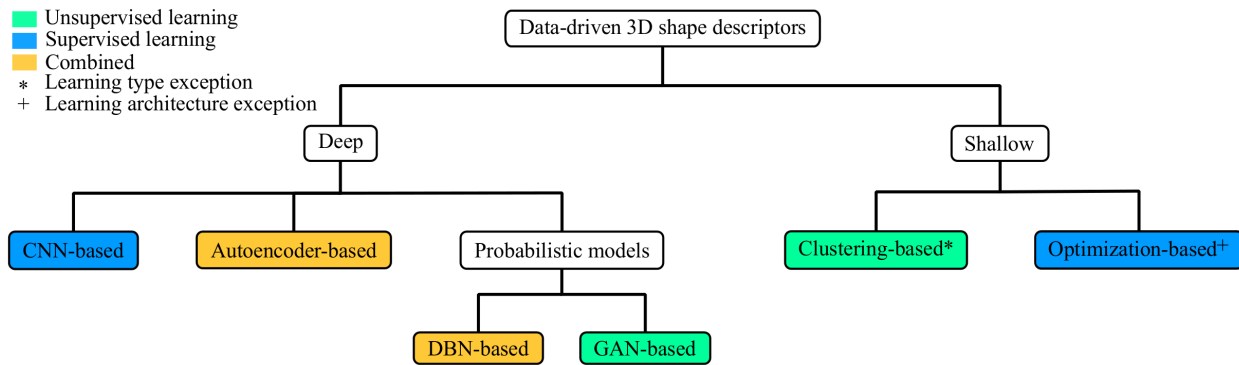 Unsupervised learning
Supervised learning
Combined
* Learning type exception
+ Learning architecture exception
Data-driven 3D shape descriptors
Deep
Shallow
CNN-based
Autoencoder-based
Probabilistic models
Clustering-based*
Optimization-based+
DBN-based
GAN-based